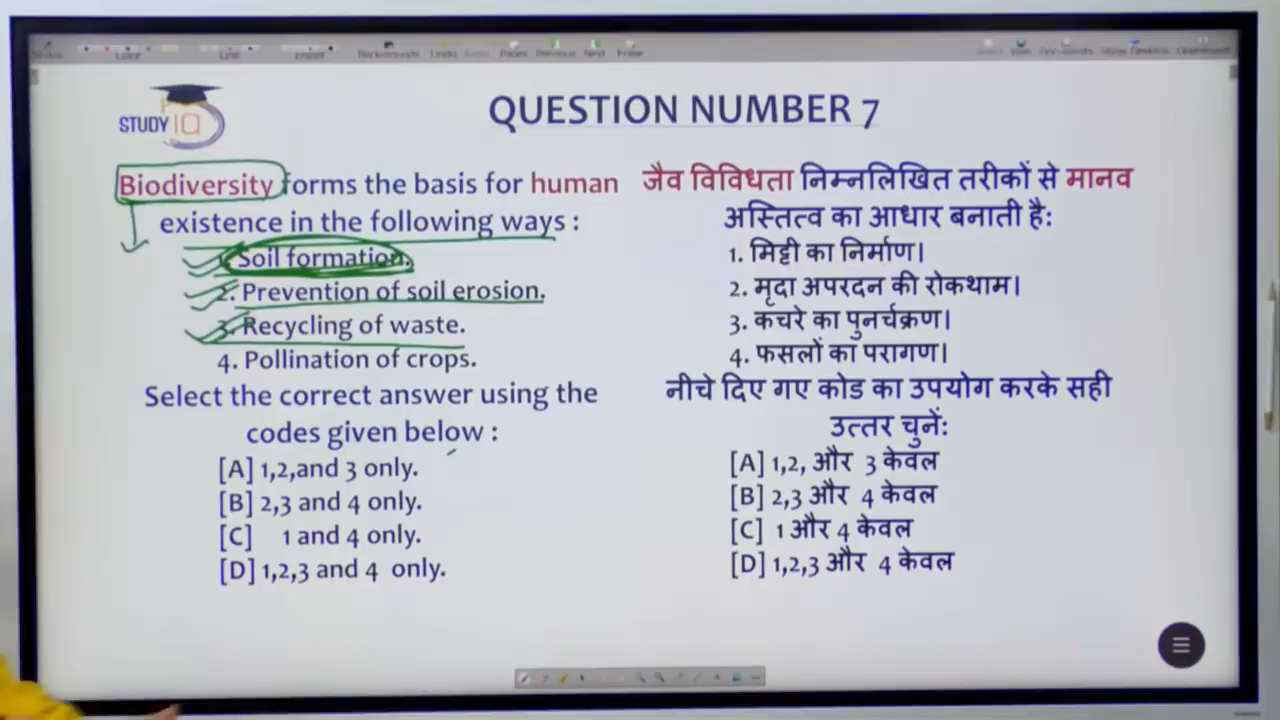 STUDY IQ
QUESTION NUMBER 7
Biodiversity forms the basis for human
existence in the following ways :
1. Soil formation.
2. Prevention of soil erosion.
3. Recycling of waste.
4. Pollination of crops.
Select the correct answer using the
codes given below :
[A] 1,2,and 3 only.
[B] 2,3 and 4 only.
[C] 1 and 4 only.
[D] 1,2,3 and 4 only.
जैव विविधता निम्नलिखित तरीकों से मानव
अस्तित्व का आधार बनाती है:
1. मिट्टी का निर्माण।
2. मृदा अपरदन की रोकथाम।
3. कचरे का पुनर्चक्रण।
4. फसलों का परागण।
नीचे दिए गए कोड का उपयोग करके सही
उत्तर चुनें:
[A] 1,2, और 3 केवल
[B] 2,3 और 4 केवल
[C] 1 और 4 केवल
[D] 1,2,3 और 4 केवल